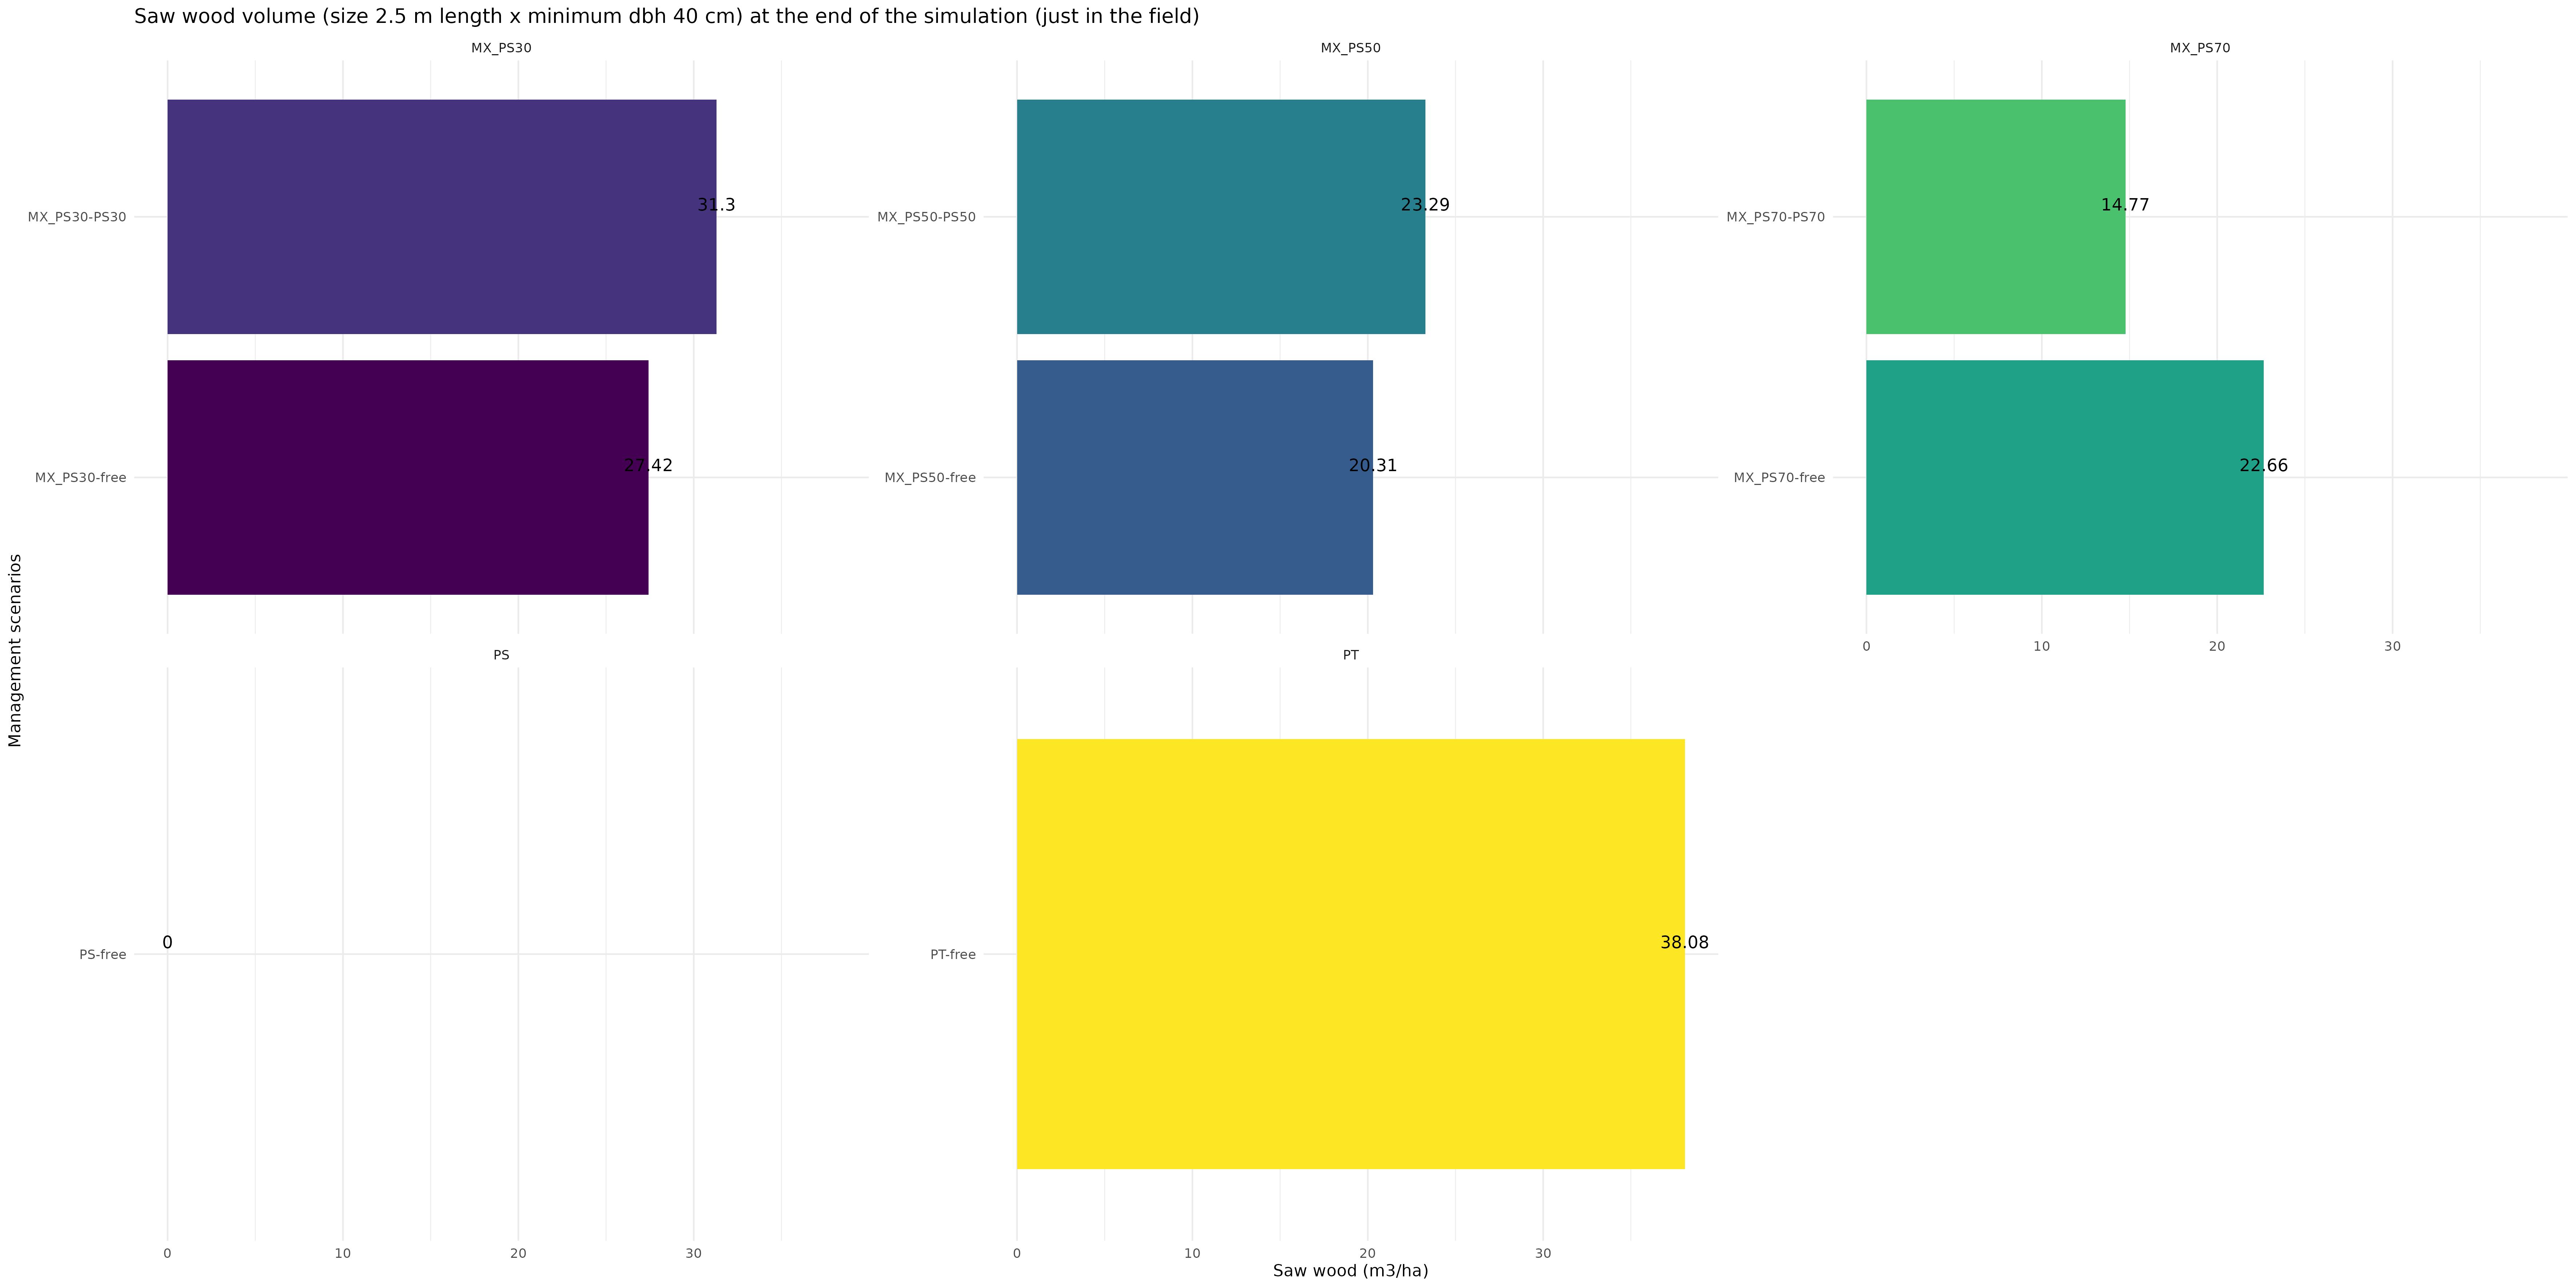 Saw wood volume (size 2.5 m length x minimum dbh 40 cm) at the end of the simulation (just in the field)
MX_PS30
MX_PS50
MX_PS70
MX_PS30-PS30
31.3
MX_PS50-PS50
23.29
MX_PS70-PS70
14.77
MX_PS30-free
27.42
MX_PS50-free
20.31
MX_PS70-free
22.66
0 10 20 30
Management scenarios
PS
PT
PS-free
0
PT-free
38.08
0 10 20 30
0 10 20 30
Saw wood (m3/ha)